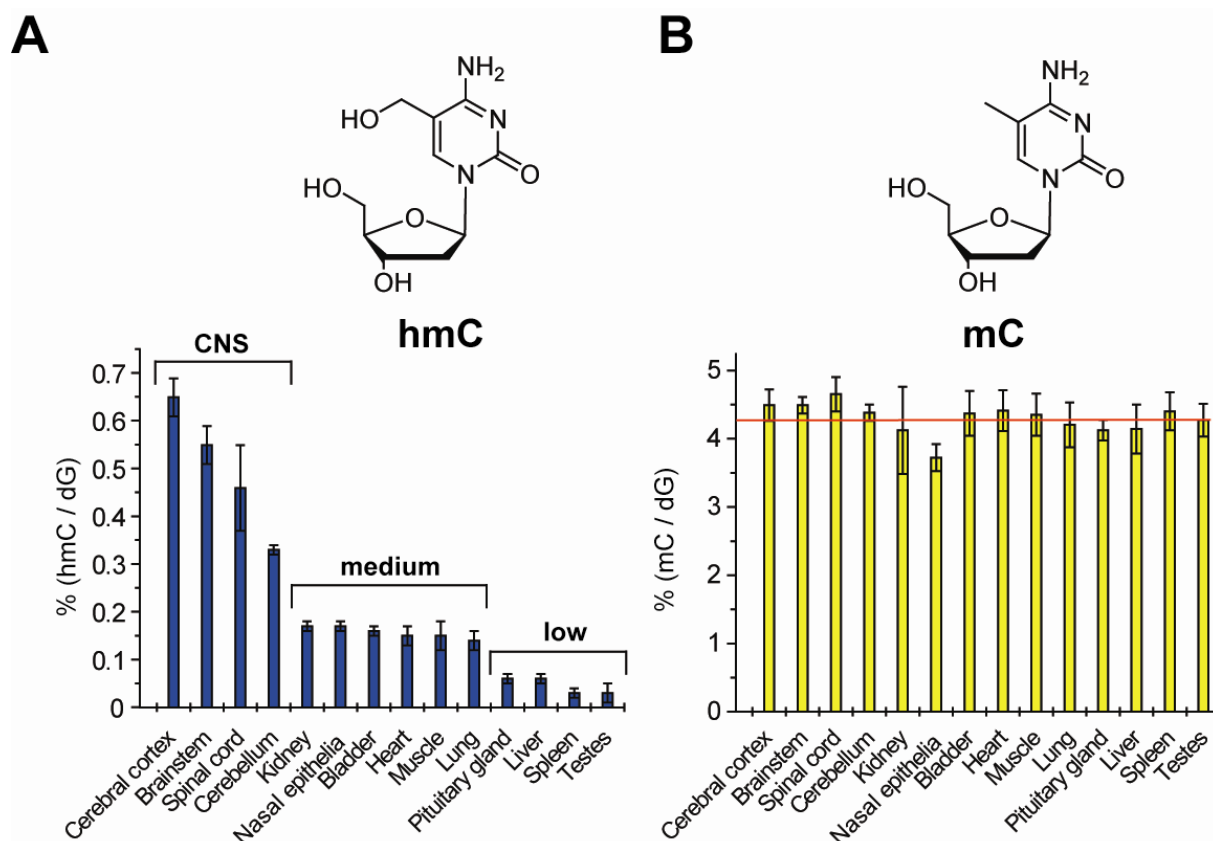 A
NH₂
HO
N
N
O
HO
O
OH
hmC
CNS
medium
low
% (hmC / dG)
0.7
0.6
0.5
0.4
0.3
0.2
0.1
0
Cerebral cortex
Brainstem
Spinal cord
Cerebellum
Kidney
Nasal epithelia
Bladder
Heart
Muscle
Lung
Pituitary gland
Liver
Spleen
Testes
B
NH₂
N
N
O
HO
O
OH
mC
% (mC / dG)
5
4
3
2
1
0
Cerebral cortex
Brainstem
Spinal cord
Cerebellum
Kidney
Nasal epithelia
Bladder
Heart
Muscle
Lung
Pituitary gland
Liver
Spleen
Testes